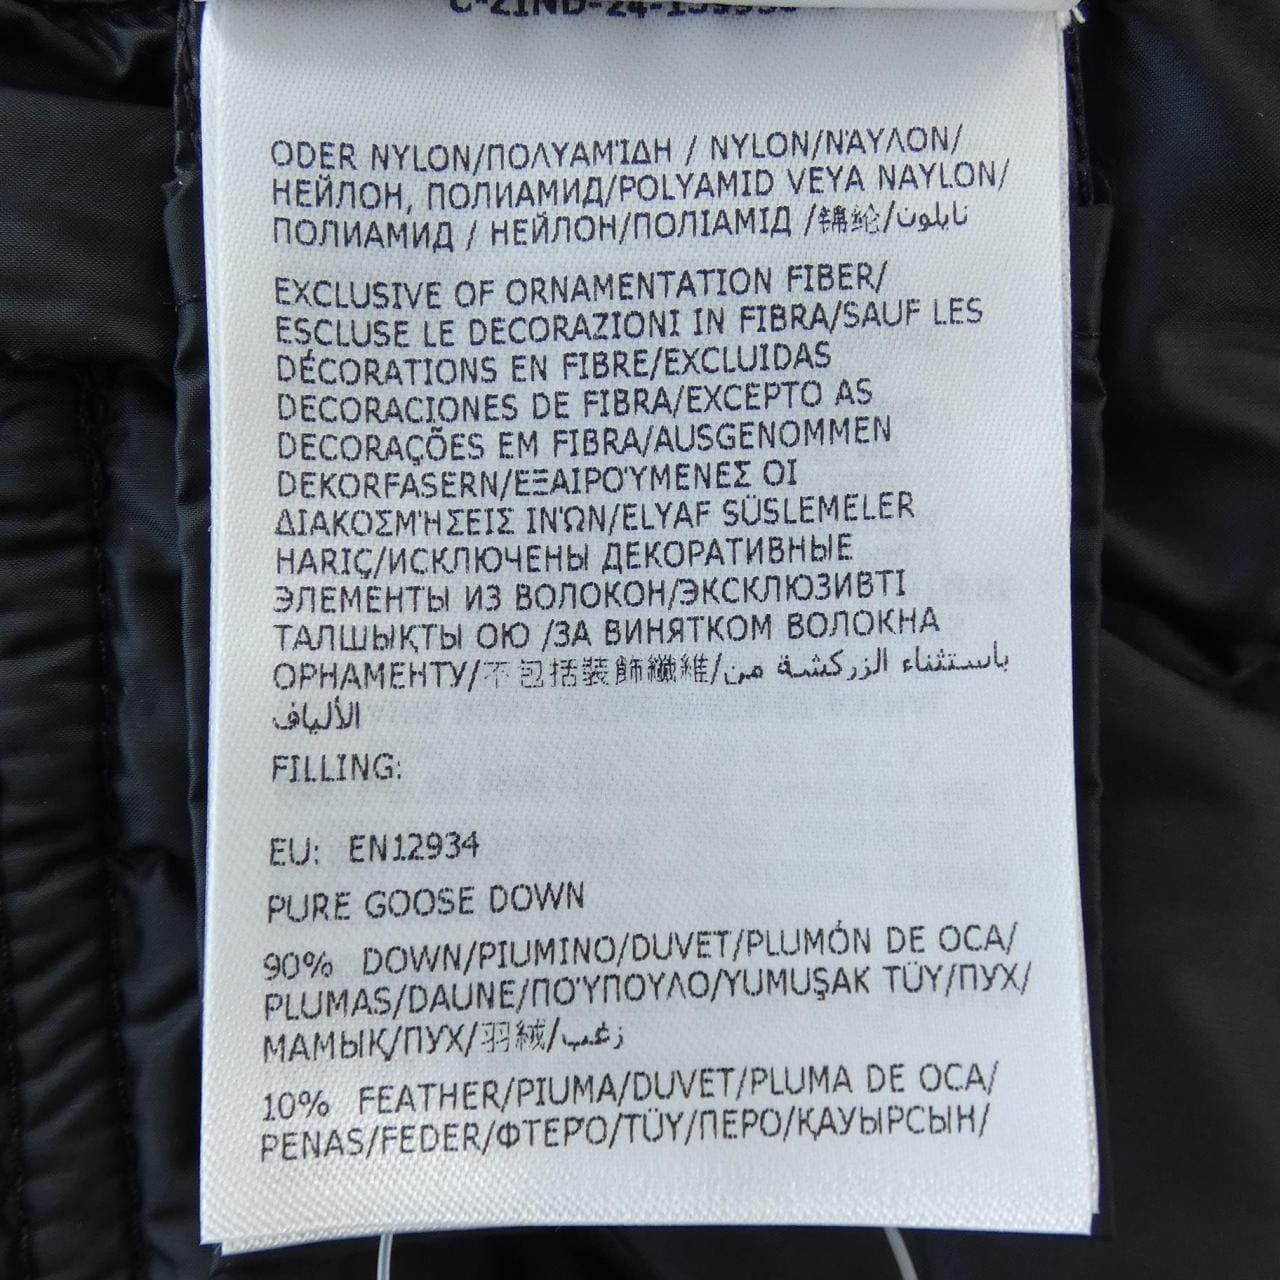 ODER NYLON/ΠΟΛΥΑΜΊΔΗ / NYLON/ΝΆΥΛΟΝ/
НЕЙЛОН, ПОЛИАМИД/POLYAMID VEYA NAYLON/
ПОЛИАМИД / НЕЙЛОН/ПОЛІАМІД /锦纶/نايلون
EXCLUSIVE OF ORNAMENTATION FIBER/
ESCLUSE LE DECORAZIONI IN FIBRA/SAUF LES
DÉCORATIONS EN FIBRE/EXCLUIDAS
DECORACIONES DE FIBRA/EXCEPTO AS
DECORAÇÕES EM FIBRA/AUSGENOMMEN
DEKORFASERN/ΕΞΑΙΡΟΎΜΕΝΕΣ ΟΙ
ΔΙΑΚΟΣΜΉΣΕΙΣ ΙΝΏΝ/ELYAF SÜSLEMELER
HARIÇ/ИСКЛЮЧЕНЫ ДЕКОРАТИВНЫЕ
ЭЛЕМЕНТЫ ИЗ ВОЛОКОН/ЭКСКЛЮЗИВТІ
ТАЛШЫҚТЫ ОЮ /ЗА ВИНЯТКОМ ВОЛОКНА
ОРНАМЕНТУ/不包括装飾纖維/باستثناء الزركشة من
الألياف
FILLING:
EU: EN12934
PURE GOOSE DOWN
90% DOWN/PIUMINO/DUVET/PLUMÓN DE OCA/
PLUMAS/DAUNE/ΠΟΎΠΟΥΛΟ/YUMUŞAK TÜY/ПУХ/
МАМЫҚ/ПУХ/羽絨/زغب
10% FEATHER/PIUMA/DUVET/PLUMA DE OCA/
PENAS/FEDER/ΦΤΕΡΌ/TÜY/ПЕРО/ҚАУЫРСЫН/